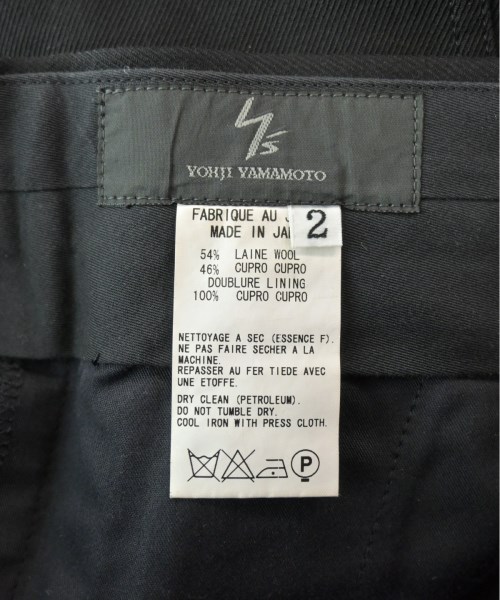 Y's
YOHJI YAMAMOTO
FABRIQUE AU
MADE IN
2
54% LAINE WOOL
46% CUPRO CUPRO
DOUBLURE LINING
100% CUPRO CUPRO
NETTOYAGE A SEC (ESSENCE F).
NE PAS FAIRE SECHER A LA
MACHINE.
REPASSER AU FER TIEDE AVEC
UNE ETOFFE.
DRY CLEAN (PETROLEUM).
DO NOT TUMBLE DRY.
COOL IRON WITH PRESS CLOTH.
P